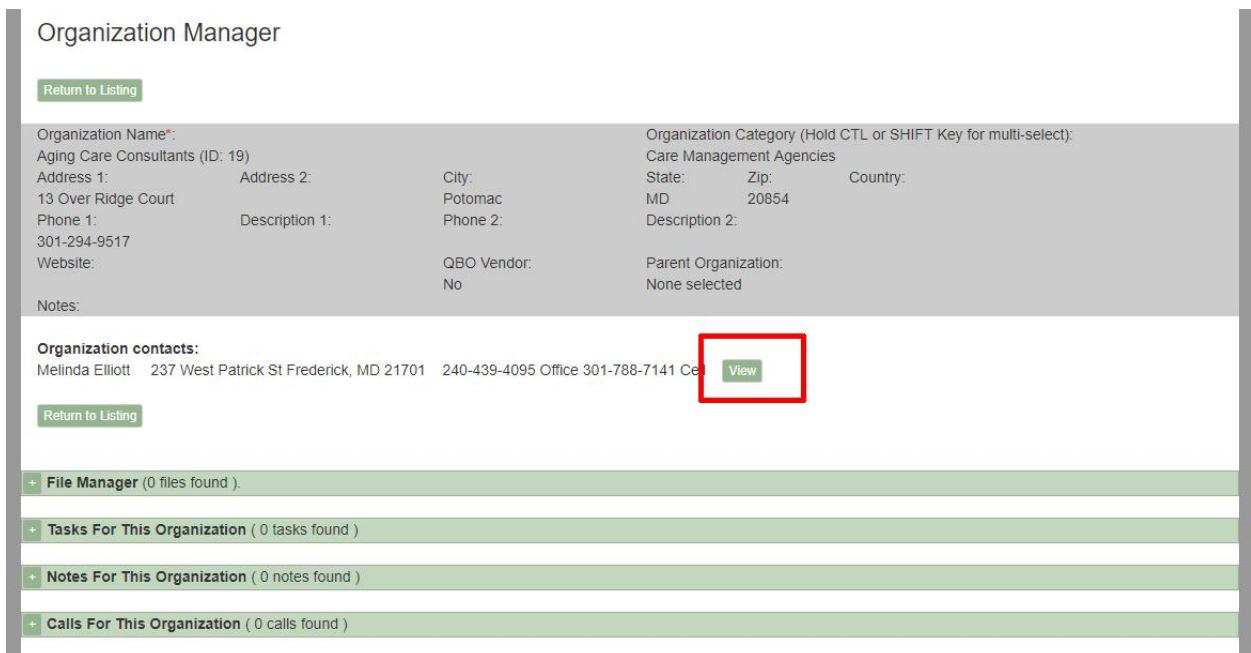 Organization Manager
Return to Listing
Organization Name*: Organization Category (Hold CTL or SHIFT Key for multi-select):
Aging Care Consultants (ID: 19) Care Management Agencies
Address 1: Address 2: City: State: Zip: Country:
13 Over Ridge Court Potomac MD 20854
Phone 1: Description 1: Phone 2: Description 2:
301-294-9517
Website: QBO Vendor: Parent Organization:
No None selected
Notes:
Organization contacts:
Melinda Elliott 237 West Patrick St Frederick, MD 21701 240-439-4095 Office 301-788-7141 Cell View
Return to Listing
+ File Manager (0 files found ).
+ Tasks For This Organization ( 0 tasks found )
+ Notes For This Organization ( 0 notes found )
+ Calls For This Organization ( 0 calls found )